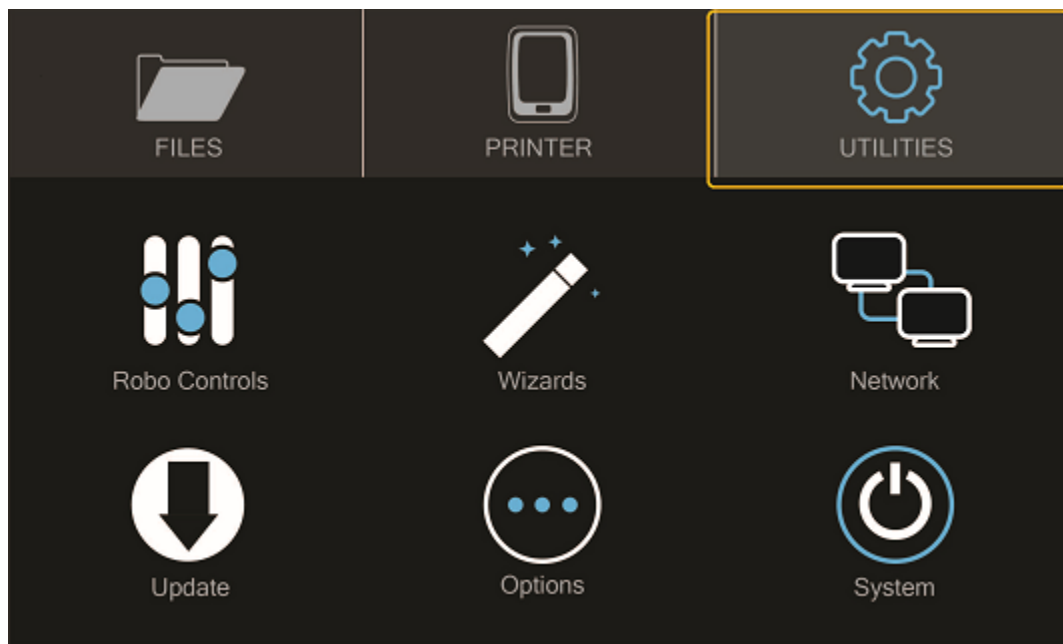 FILES
PRINTER
UTILITIES
Robo Controls
Wizards
Network
Update
Options
System